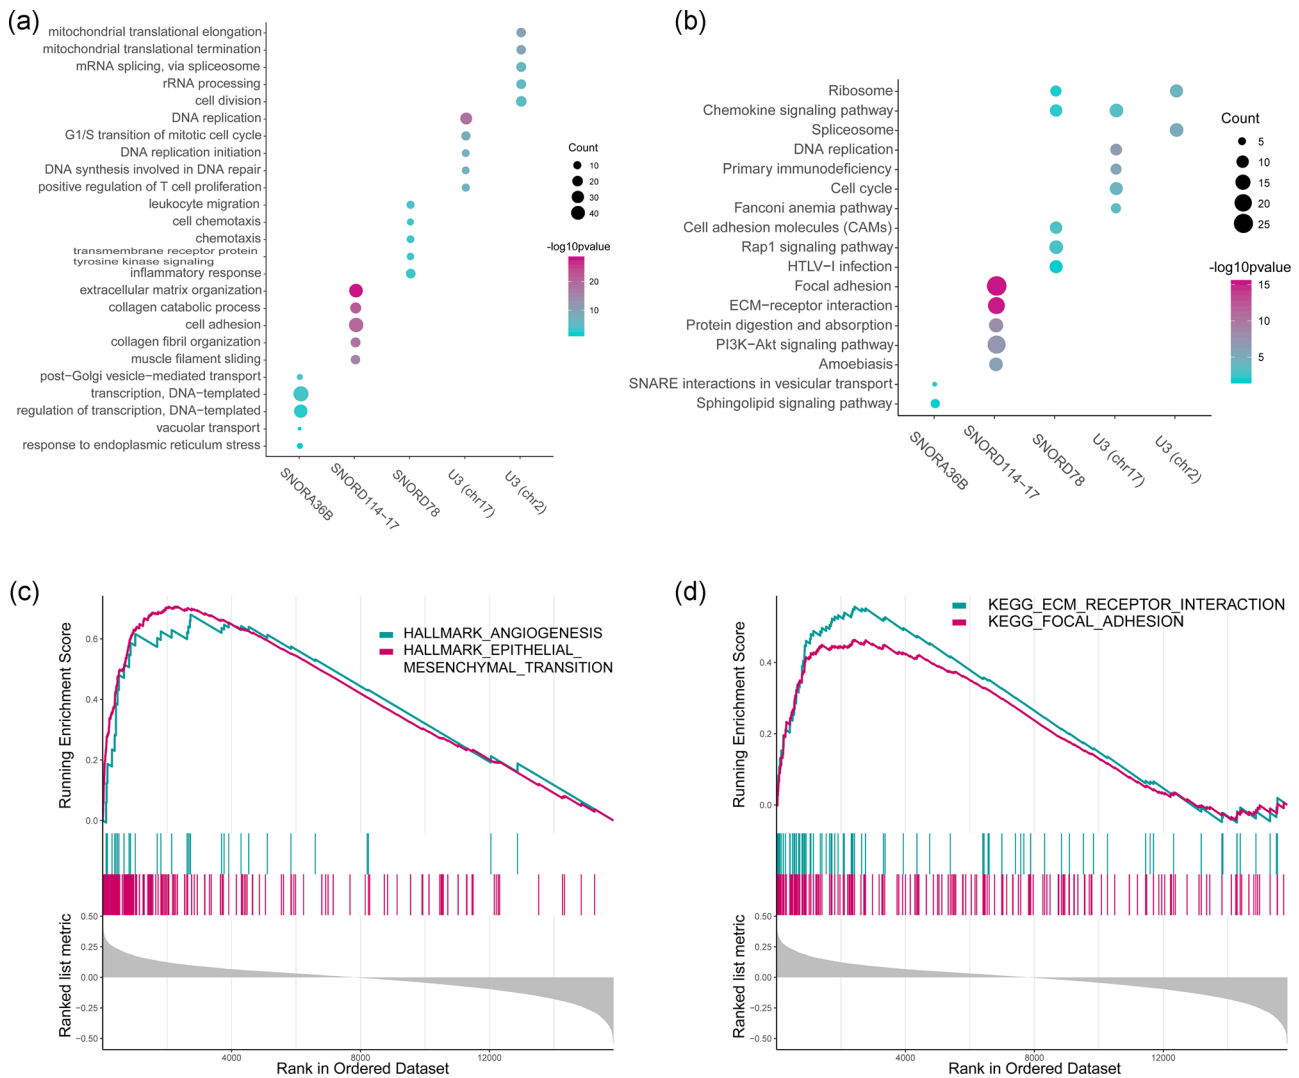 (a)
mitochondrial translational elongation
mitochondrial translational termination
mRNA splicing, via spliceosome
rRNA processing
cell division
DNA replication
G1/S transition of mitotic cell cycle
DNA replication initiation
DNA synthesis involved in DNA repair
positive regulation of T cell proliferation
leukocyte migration
cell chemotaxis
chemotaxis
transmembrane receptor protein
tyrosine kinase signaling
inflammatory response
extracellular matrix organization
collagen catabolic process
cell adhesion
collagen fibril organization
muscle filament sliding
post−Golgi vesicle−mediated transport
transcription, DNA−templated
regulation of transcription, DNA−templated
vacuolar transport
response to endoplasmic reticulum stress
SNORA36B
SNORD114−17
SNORD78
U3 (chr17)
U3 (chr2)
Count
10
20
30
40
-log10pvalue
20
10
(b)
Ribosome
Chemokine signaling pathway
Spliceosome
DNA replication
Primary immunodeficiency
Cell cycle
Fanconi anemia pathway
Cell adhesion molecules (CAMs)
Rap1 signaling pathway
HTLV−I infection
Focal adhesion
ECM−receptor interaction
Protein digestion and absorption
PI3K−Akt signaling pathway
Amoebiasis
SNARE interactions in vesicular transport
Sphingolipid signaling pathway
SNORA36B
SNORD114−17
SNORD78
U3 (chr17)
U3 (chr2)
Count
5
10
15
20
25
-log10pvalue
15
10
5
(c)
Running Enrichment Score
0.6
0.4
0.2
0.0
HALLMARK_ANGIOGENESIS
HALLMARK_EPITHELIAL_
MESENCHYMAL_TRANSITION
Ranked list metric
0.50
0.25
0.00
−0.25
−0.50
4000
8000
12000
Rank in Ordered Dataset
(d)
Running Enrichment Score
0.4
0.2
0.0
KEGG_ECM_RECEPTOR_INTERACTION
KEGG_FOCAL_ADHESION
Ranked list metric
0.50
0.25
0.00
−0.25
−0.50
4000
8000
12000
Rank in Ordered Dataset